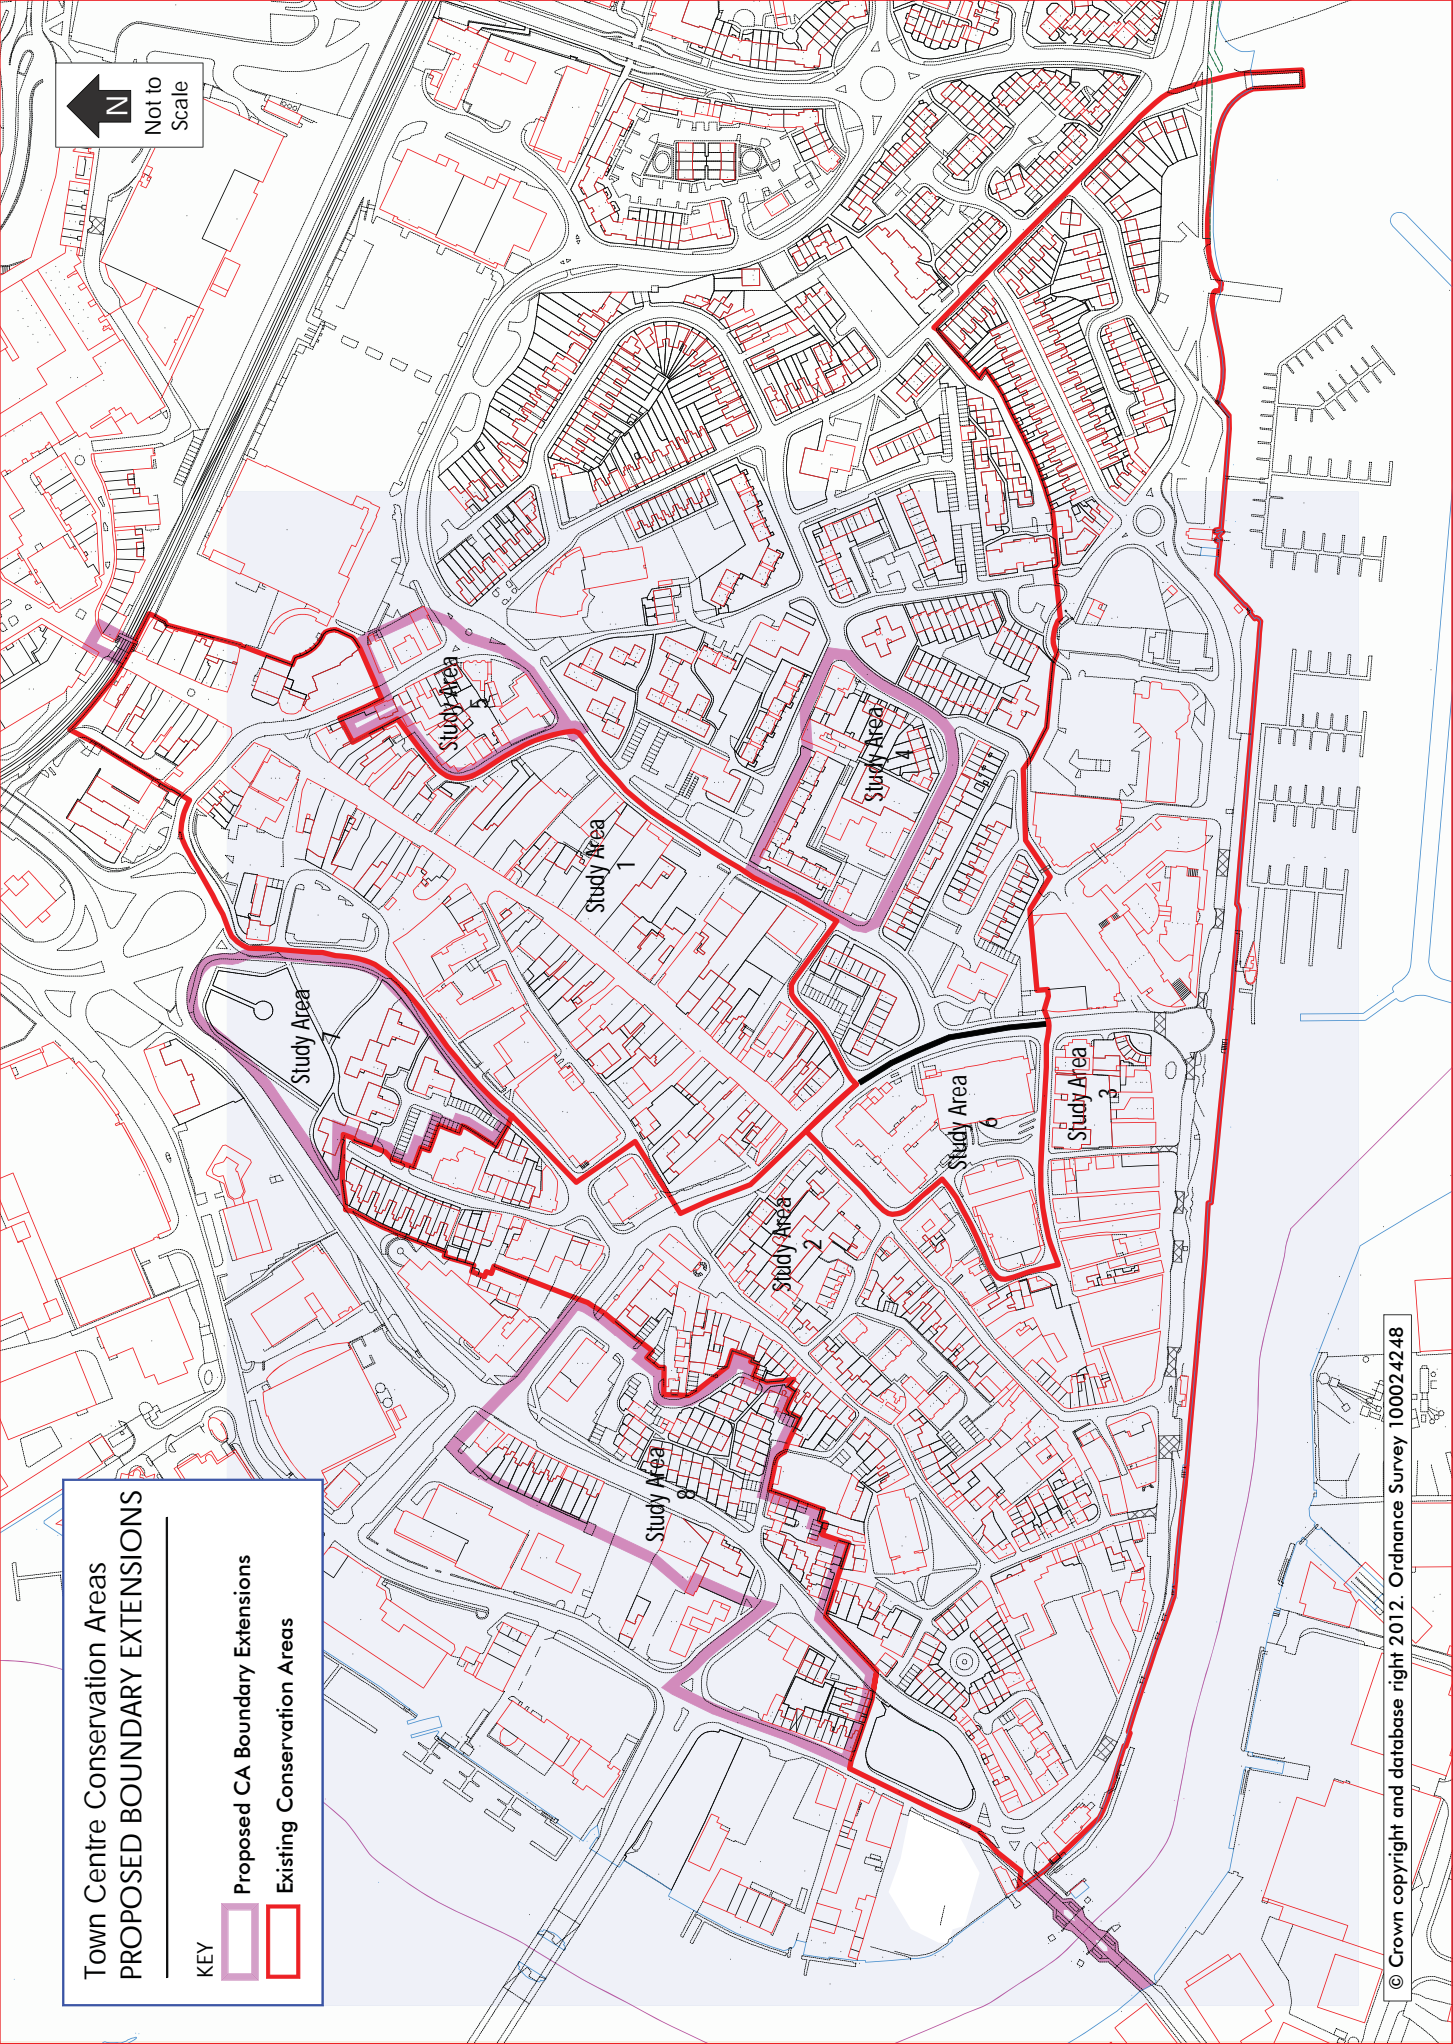 Town Centre Conservation Areas
PROPOSED BOUNDARY EXTENSIONS
KEY
Proposed CA Boundary Extensions
Existing Conservation Areas
N
Not to
Scale
Study Area
7
Study Area
5
Study Area
1
Study Area
8
Study Area
2
Study Area
4
Study Area
6
Study Area
3
© Crown copyright and database right 2012. Ordnance Survey 100024248